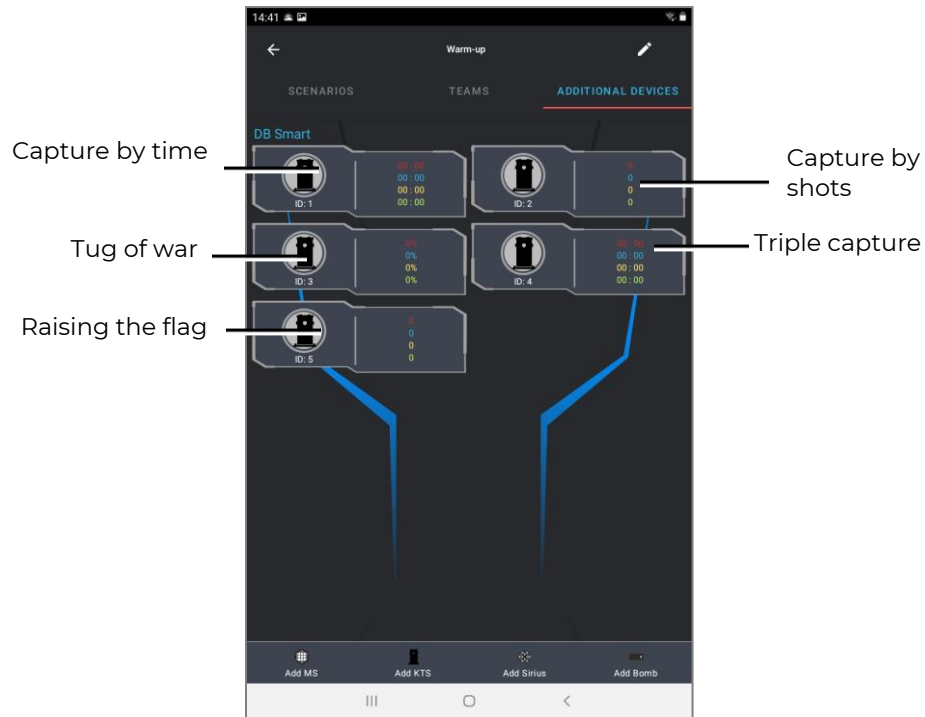 14:41
Warm-up
SCENARIOS TEAMS ADDITIONAL DEVICES
DB Smart
Capture by time
ID: 1
00 : 00
00 : 00
00 : 00
00 : 00
ID: 2
0
0
0
0
Capture by
shots
Tug of war
ID: 3
0%
0%
0%
0%
ID: 4
00 : 00
00 : 00
00 : 00
00 : 00
Triple capture
Raising the flag
ID: 5
0
0
0
0
Add MS Add KTS Add Sirius Add Bomb